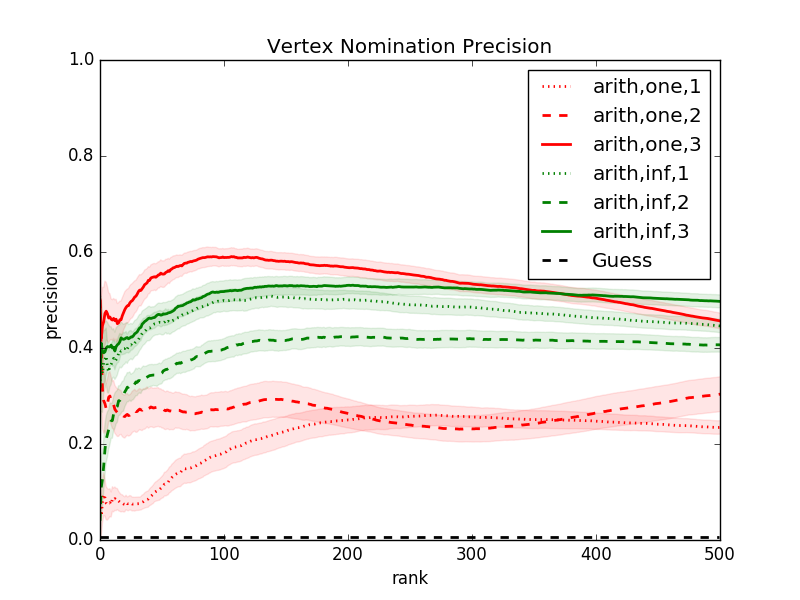 Vertex Nomination Precision
1.0
0.8
0.6
0.4
0.2
0.0
precision
arith,one,1
arith,one,2
arith,one,3
arith,inf,1
arith,inf,2
arith,inf,3
Guess
0 100 200 300 400 500
rank